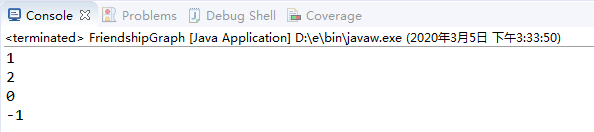 Console Problems Debug Shell Coverage
<terminated> FriendshipGraph [Java Application] D:\e\bin\javaw.exe (2020年3月5日 下午3:33:50)
1
2
0
-1